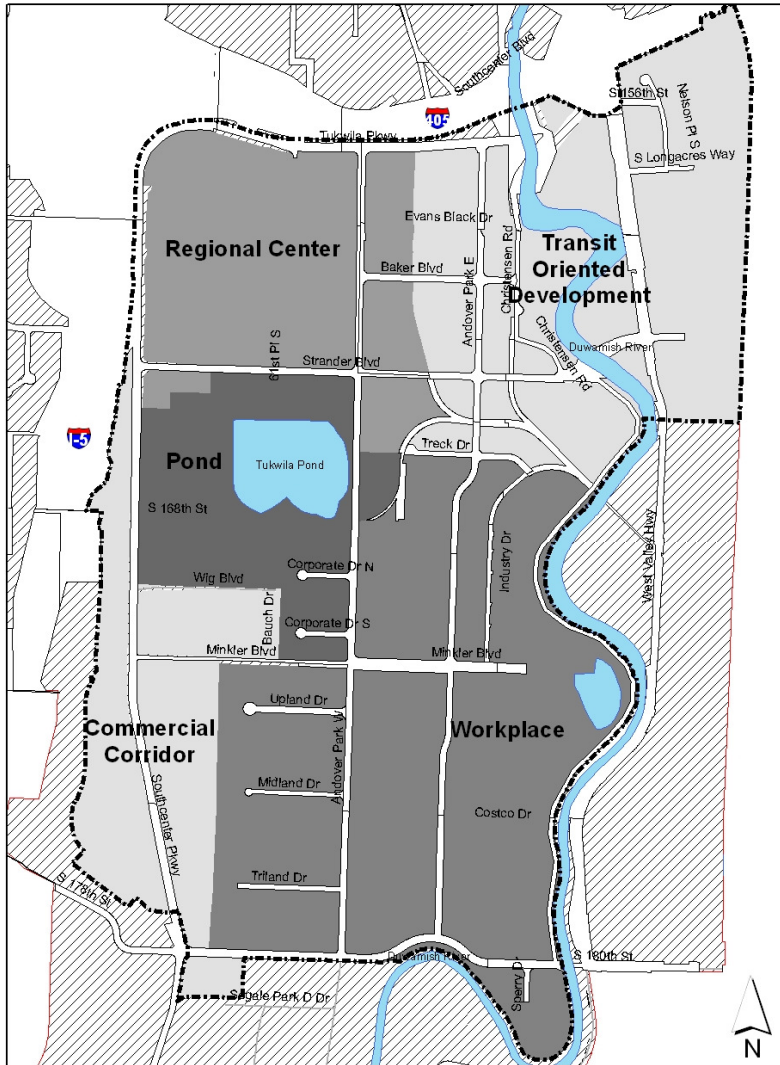 Southcenter Blvd
405
Tukwila Pkwy
S 156th St
Nelson Pl S
S Longacres Way
Evans Black Dr
Regional Center
Transit
Oriented
Development
Baker Blvd
Andover Park E
Christensen Rd
61st Pl S
Strander Blvd
Christensen Rd
Duwamish River
I-5
Treck Dr
Pond
Tukwila Pond
S 168th St
Industry Dr
West Valley Hwy
Corporate Dr N
Wig Blvd
Bauch Dr
Corporate Dr S
Minkler Blvd
Minkler Blvd
Upland Dr
Commercial
Corridor
Andover Park W
Workplace
Southcenter Pkwy
Midland Dr
Costco Dr
Triland Dr
S 178th St
Duwamish River
S 180th St
Sperry Dr
Segale Park D Dr
N